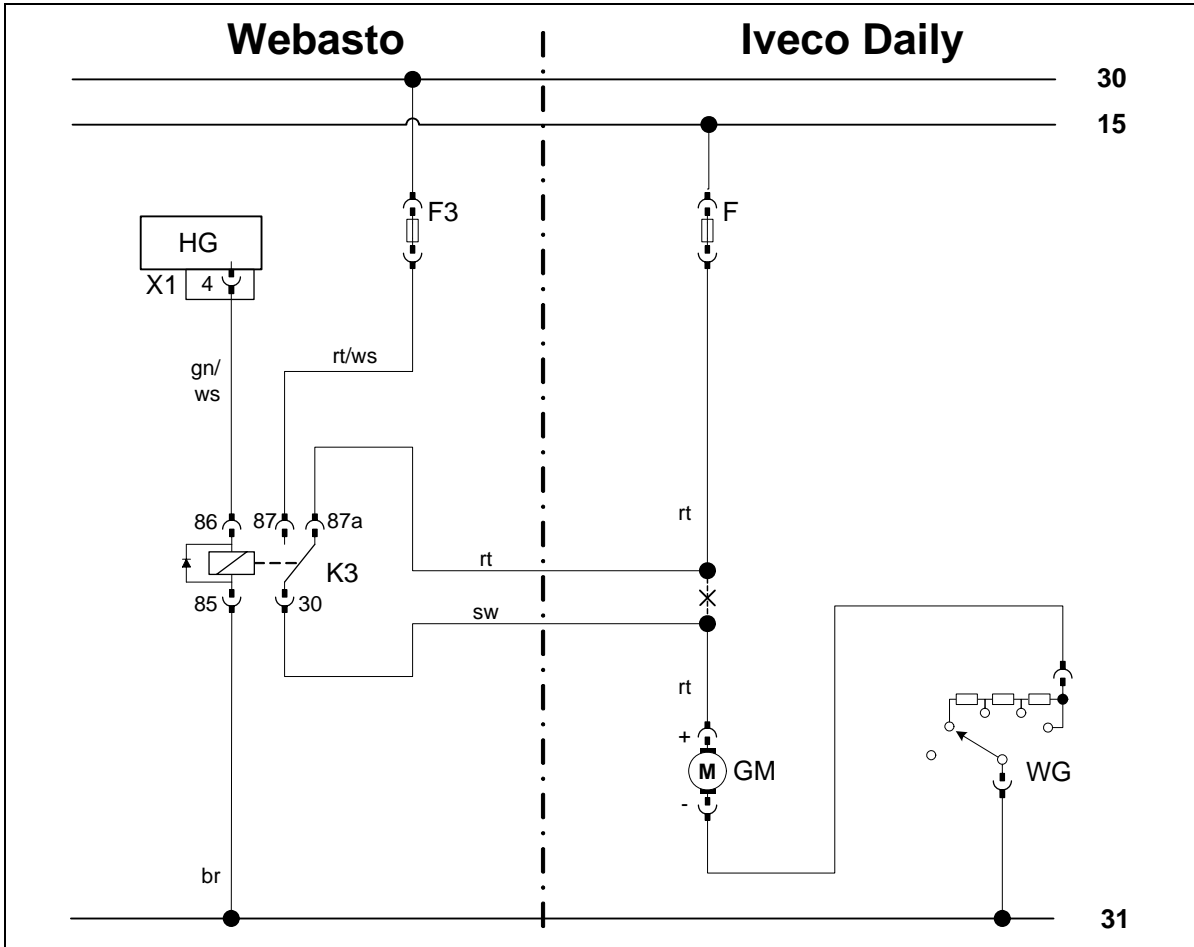 Webasto
Iveco Daily
30
15
F3
F
HG
X1
4
rt/ws
gn/
ws
86
87
87a
rt
rt
K3
85
30
sw
rt
+
M
GM
-
WG
br
31